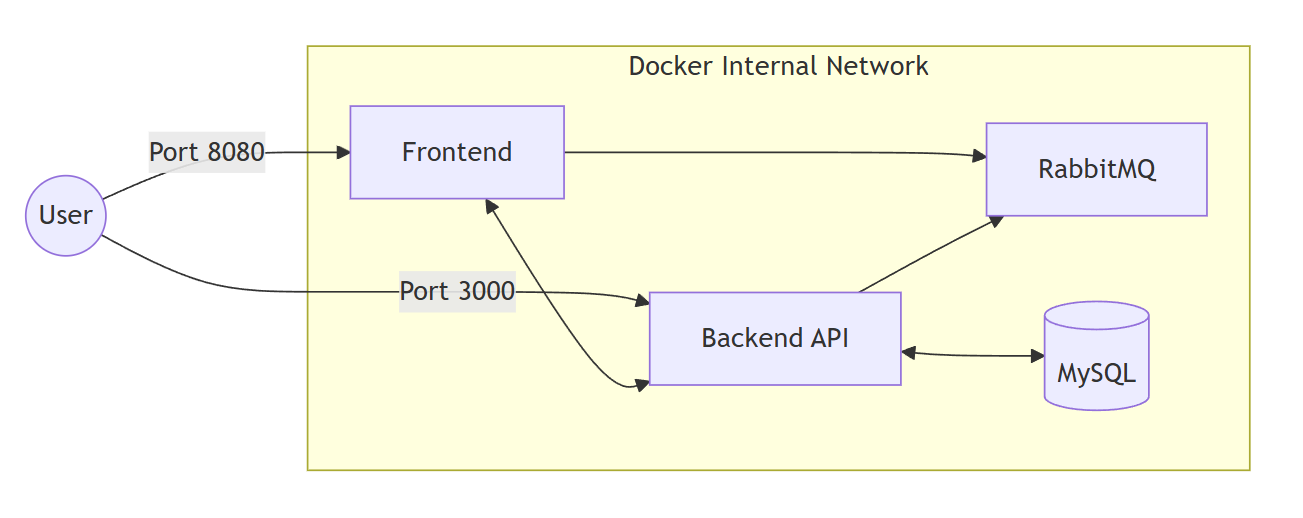 Docker Internal Network
Port 8080
Frontend
RabbitMQ
User
Port 3000
Backend API
MySQL